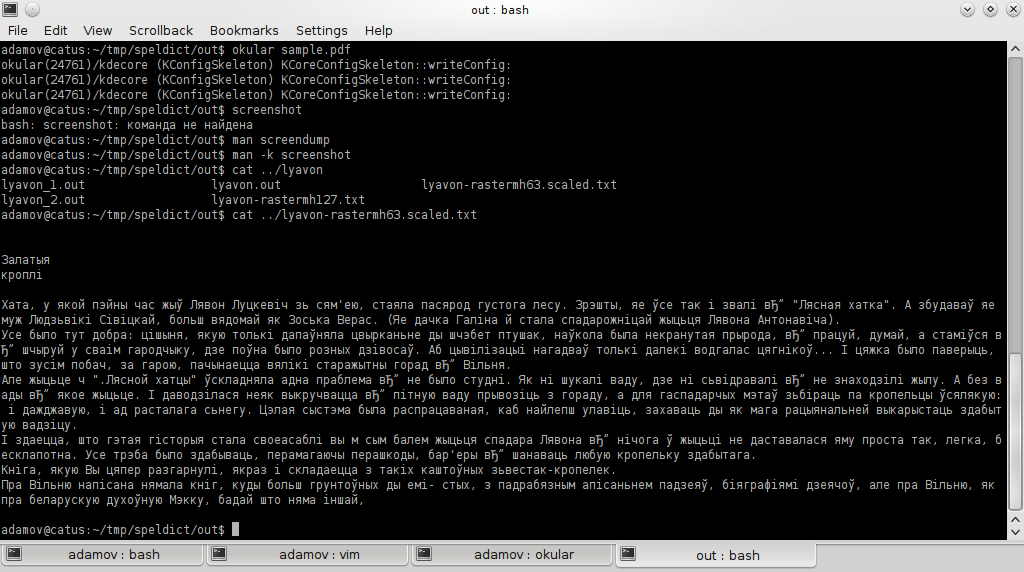 out : bash
File Edit View Scrollback Bookmarks Settings Help
adamov@catus:~/tmp/speldict/out$ okular sample.pdf
okular(24761)/kdecore (KConfigSkeleton) KCoreConfigSkeleton::writeConfig:
okular(24761)/kdecore (KConfigSkeleton) KCoreConfigSkeleton::writeConfig:
okular(24761)/kdecore (KConfigSkeleton) KCoreConfigSkeleton::writeConfig:
adamov@catus:~/tmp/speldict/out$ screenshot
bash: screenshot: команда не найдена
adamov@catus:~/tmp/speldict/out$ man screendump
adamov@catus:~/tmp/speldict/out$ man -k screenshot
adamov@catus:~/tmp/speldict/out$ cat ../lyavon
lyavon_1.out lyavon.out lyavon-rastermh63.scaled.txt
lyavon_2.out lyavon-rastermh127.txt
adamov@catus:~/tmp/speldict/out$ cat ../lyavon-rastermh63.scaled.txt
Залатыя
кроплі
Хата, у якой пэўны час жыў Лявон Луцкевіч зь сям'ею, стаяла пасярод густога лесу. Зрэшты, яе ўсе так і звалі вЂ” "Лясная хатка". А збудаваў яе
муж Людзьвікі Сівіцкай, больш вядомай як Зоська Верас. (Яе дачка Галіна й стала спадарожніцай жыцьця Лявона Антонавіча).
Усе было тут добра: цішыня, якую толькі дапаўняла цвырканьне ды шчэбет птушак, наўкола была некранутая прырода, вЂ” працуй, думай, а стаміўся в
Ђ” шчыруй у сваім гародчыку, дзе поўна было розных дзівосаў. Аб цывілізацыі нагадваў толькі далекі водгалас цягнікоў... І цяжка было паверыць,
што зусім побач, за гарою, пачынаецца вялікі старажытны горад вЂ” Вільня.
Але жыцьце ч ".Лясной хатцы" ўскладняла адна праблема вЂ” не было студні. Як ні шукалі ваду, дзе ні сьвідравалі вЂ” не знаходзілі жылу. А без в
ады вЂ” якое жыцьце. І даводзілася неяк выкручвацца вЂ” пітную ваду прывозіць з гораду, а для гаспадарчых мэтаў зьбіраць па кропельцы ўсялякую:
і дажджавую, і ад расталага сьнегу. Цэлая сыстэма была распрацаваная, каб найлепш улавіць, захаваць ды як мага рацыянальней выкарыстаць здабыт
ую вадзіцу.
І здаецца, што гэтая гісторыя стала своеасаблі вы м сым балем жыцьця спадара Лявона вЂ” нічога ў жыцьці не даставалася яму проста так, легка, б
есклапотна. Усе трэба было здабываць, перамагаючы перашкоды, бар'еры вЂ” шанаваць любую кропельку здабытага.
Кніга, якую Вы цяпер разгарнулі, якраз і складаецца з такіх каштоўных зьвестак-кропелек.
Пра Вільню напісана нямала кніг, куды больш грунтоўных ды емі- стых, з падрабязным апісаньнем падзеяў, біяграфіямі дзеячоў, але пра Вільню, як
пра беларускую духоўную Мэкку, бадай што няма іншай,
adamov@catus:~/tmp/speldict/out$
adamov : bash adamov : vim adamov : okular out : bash